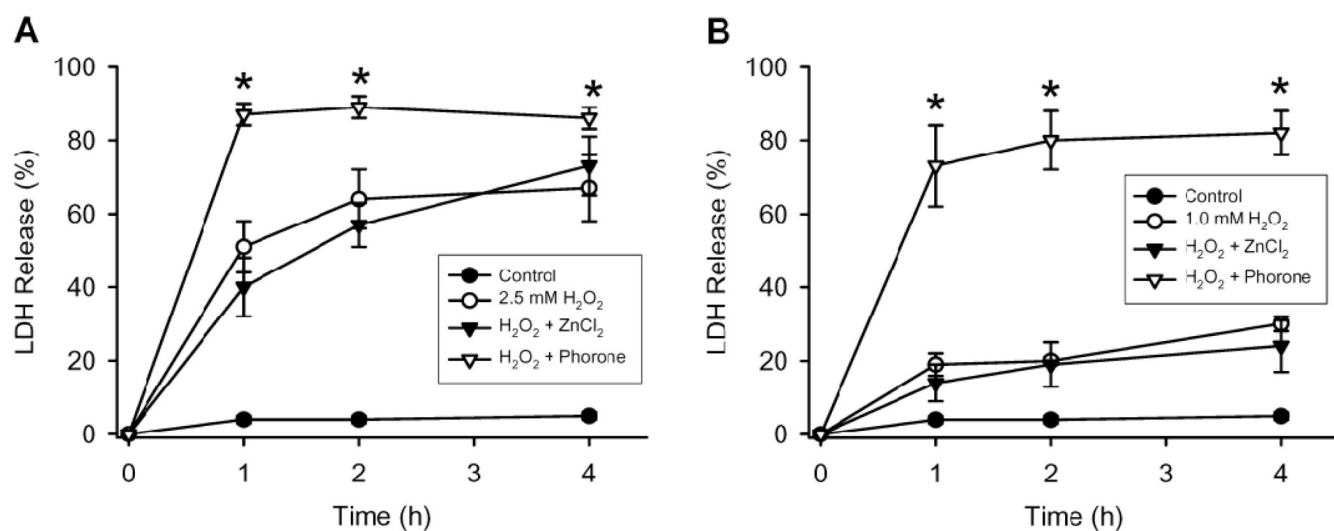 A
LDH Release (%)
100
80
60
40
20
0
* * *
Control
2.5 mM H₂O₂
H₂O₂ + ZnCl₂
H₂O₂ + Phorone
0 1 2 3 4
Time (h)
B
LDH Release (%)
100
80
60
40
20
0
* * *
Control
1.0 mM H₂O₂
H₂O₂ + ZnCl₂
H₂O₂ + Phorone
0 1 2 3 4
Time (h)